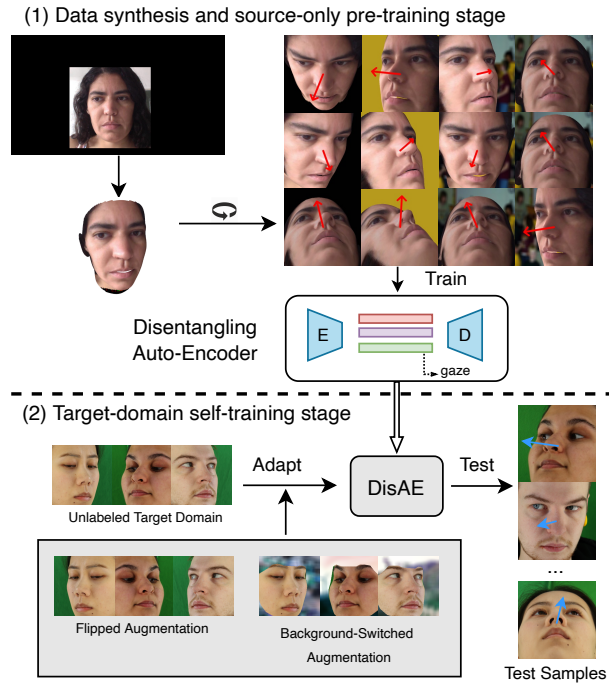 (1) Data synthesis and source-only pre-training stage
Train
Disentangling
Auto-Encoder
E
D
gaze
(2) Target-domain self-training stage
Unlabeled Target Domain
Adapt
DisAE
Test
Flipped Augmentation
Background-Switched
Augmentation
...
Test Samples